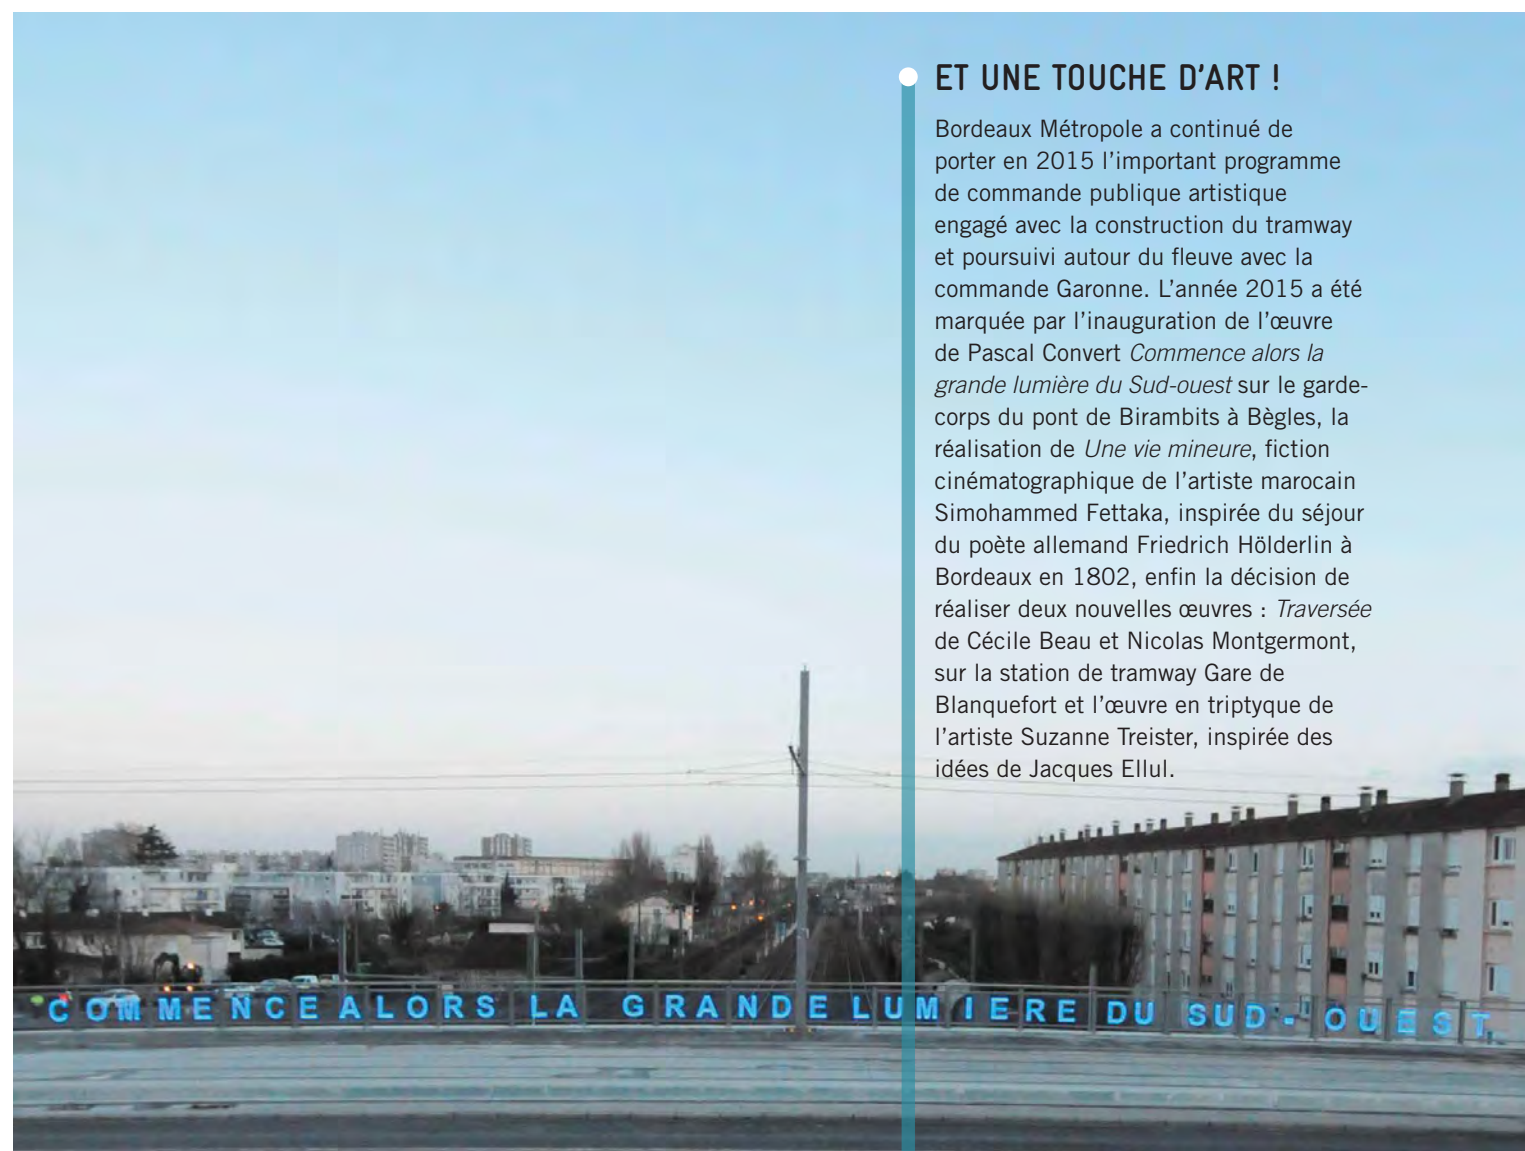 ET UNE TOUCHE D'ART !
Bordeaux Métropole a continué de
porter en 2015 l'important programme
de commande publique artistique
engagé avec la construction du tramway
et poursuivi autour du fleuve avec la
commande Garonne. L'année 2015 a été
marquée par l'inauguration de l'œuvre
de Pascal Convert Commence alors la
grande lumière du Sud-ouest sur le garde-
corps du pont de Birambits à Bègles, la
réalisation de Une vie mineure, fiction
cinématographique de l'artiste marocain
Simohammed Fettaka, inspirée du séjour
du poète allemand Friedrich Hölderlin à
Bordeaux en 1802, enfin la décision de
réaliser deux nouvelles œuvres : Traversée
de Cécile Beau et Nicolas Montgermont,
sur la station de tramway Gare de
Blanquefort et l'œuvre en triptyque de
l'artiste Suzanne Treister, inspirée des
idées de Jacques Ellul.
COMMENCE ALORS LA GRANDE LUMIERE DU SUD-OUEST